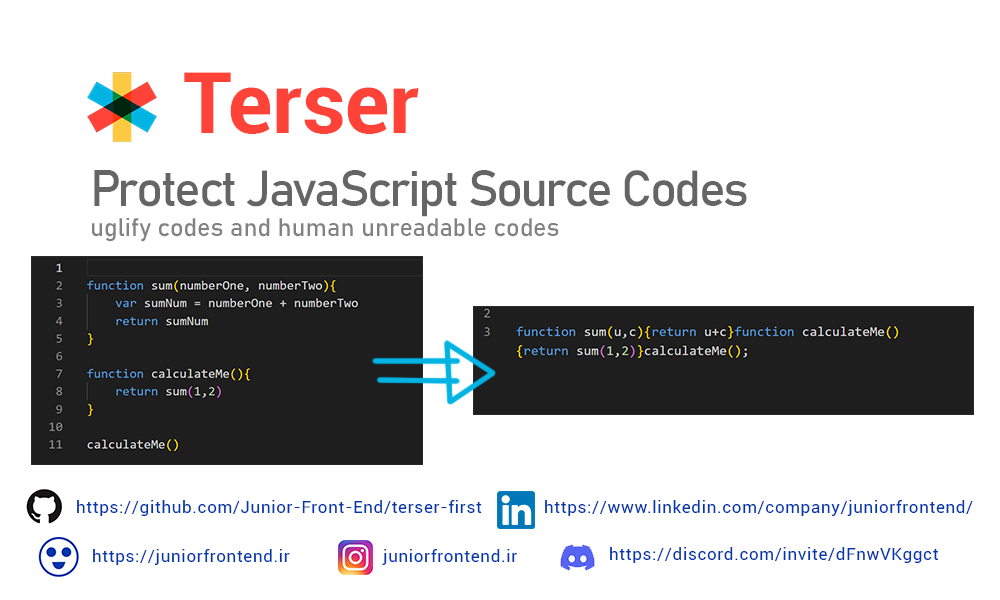 Terser
Protect JavaScript Source Codes
uglify codes and human unreadable codes
1
2 function sum(numberOne, numberTwo){
3 var sumNum = numberOne + numberTwo
4 return sumNum
5 }
6
7 function calculateMe(){
8 return sum(1,2)
9 }
10
11 calculateMe()
2
3 function sum(u,c){return u+c}function calculateMe()
{return sum(1,2)}calculateMe();
https://github.com/Junior-Front-End/terser-first
in https://www.linkedin.com/company/juniorfrontend/
https://juniorfrontend.ir
juniorfrontend.ir
https://discord.com/invite/dFnwVKggct